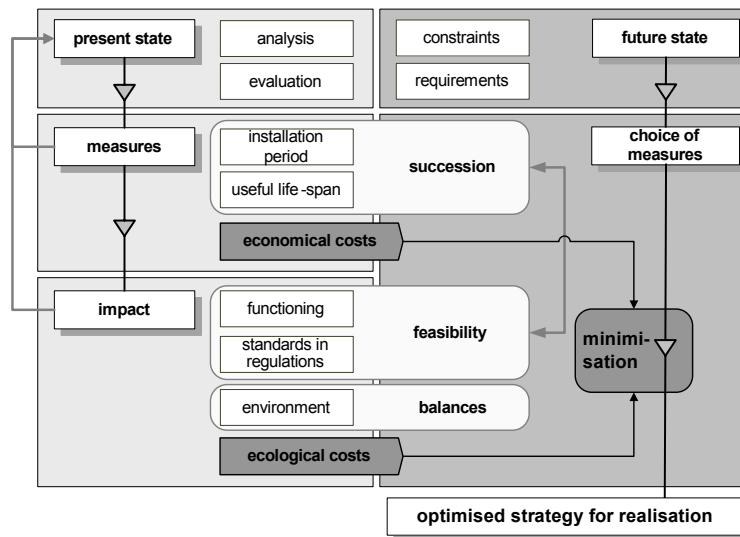 present state
analysis
constraints
future state
evaluation
requirements
measures
installation
period
succession
choice of
measures
useful life-span
economical costs
impact
functioning
feasibility
minimi-
sation
standards in
regulations
environment
balances
ecological costs
optimised strategy for realisation